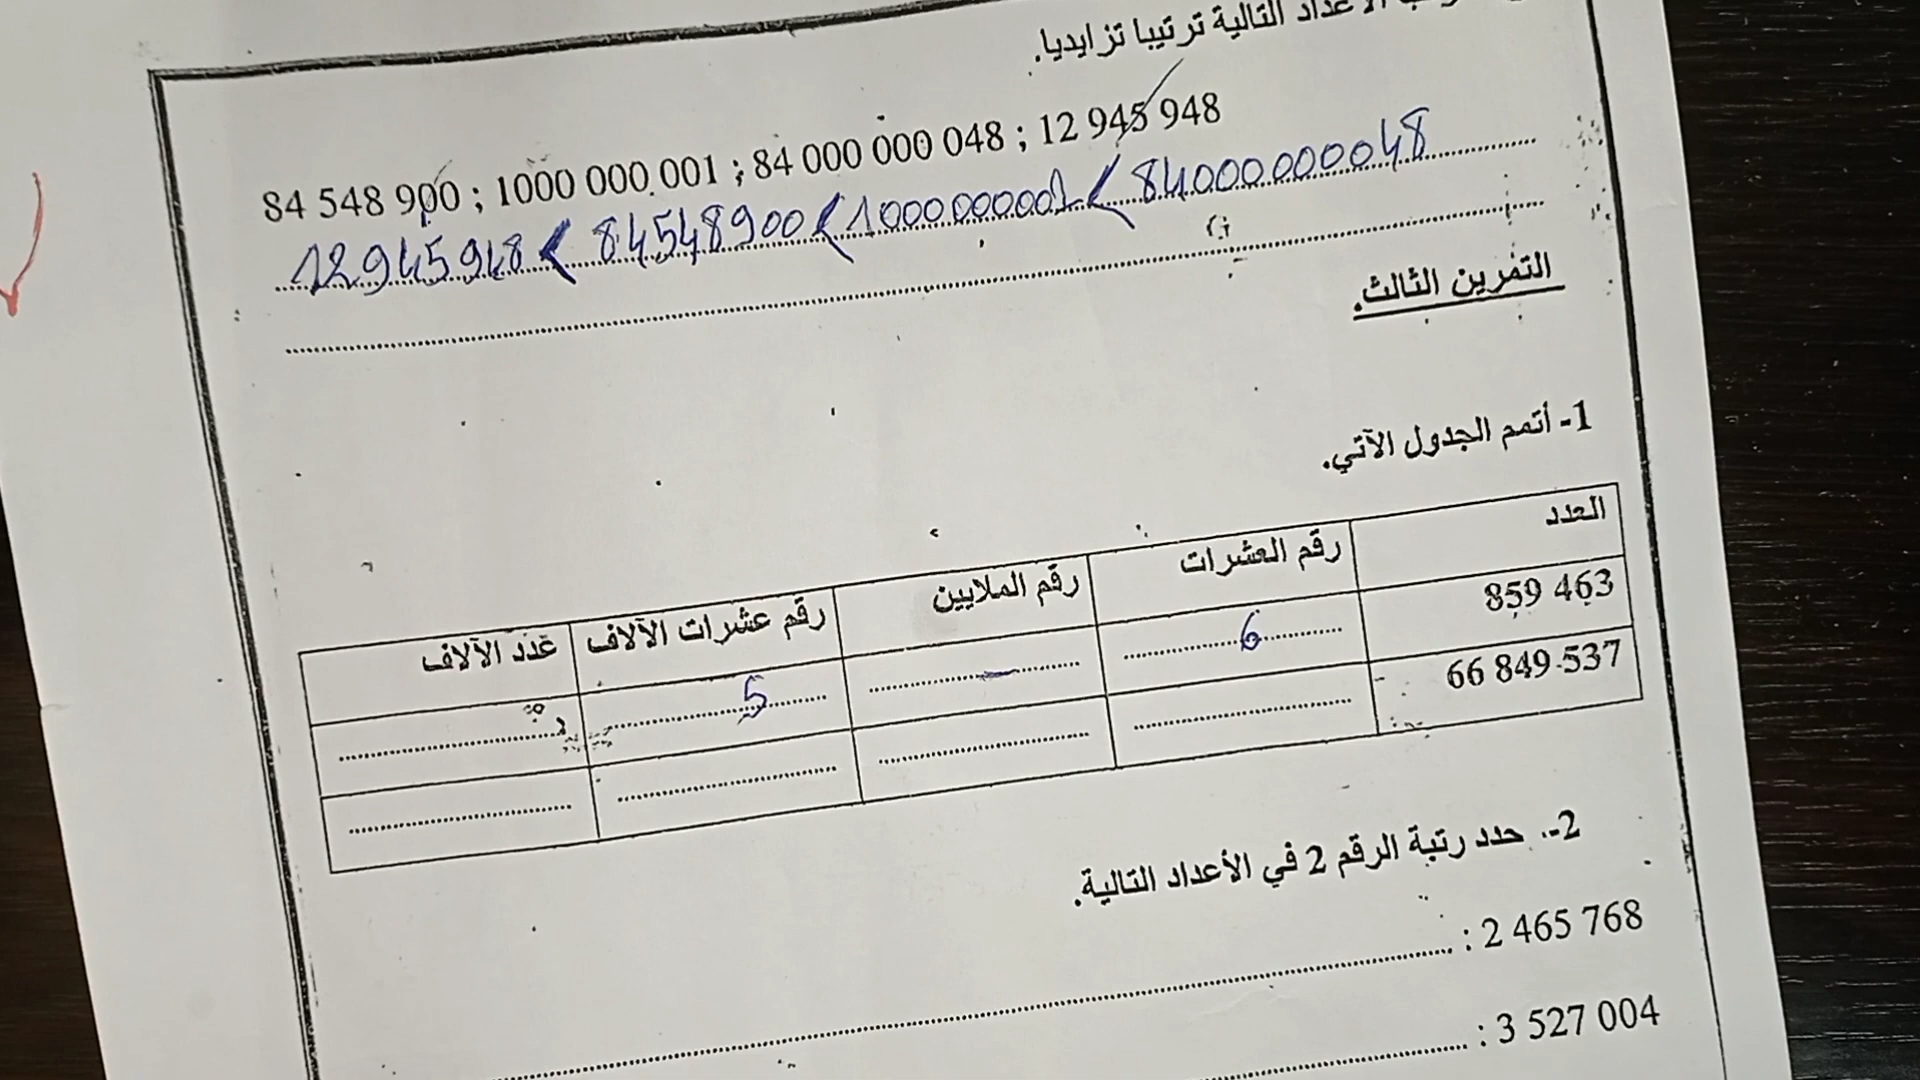 الأعداد التالية ترتيبا تزايديا.
84 548 900 ; 1000 000 001 ; 84 000 000 048 ; 12 945 948
12945948 < 84548900 < 1000000001 < 84000000048
التمرين الثالث.
1- أتمم الجدول الآتي.
العدد رقم العشرات رقم الملايين رقم عشرات الآلاف عدد الآلاف
859 463 6 – 5
66 849 537
2- حدد رتبة الرقم 2 في الأعداد التالية.
2 465 768 :
3 527 004 :